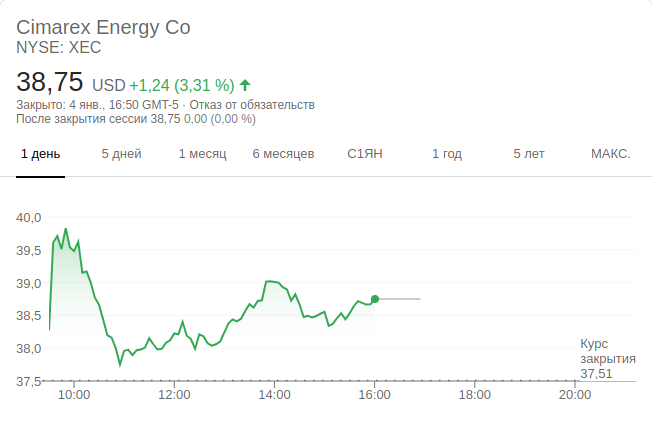 Cimarex Energy Co
NYSE: XEC
38,75 USD +1,24 (3,31 %)
Закрыто: 4 янв., 16:50 GMT-5 · Отказ от обязательств
После закрытия сессии 38,75 0,00 (0,00 %)
1 день 5 дней 1 месяц 6 месяцев С1ЯН 1 год 5 лет МАКС.
40,0
39,5
39,0
38,5
38,0
37,5
Курс
закрытия
37,51
10:00 12:00 14:00 16:00 18:00 20:00